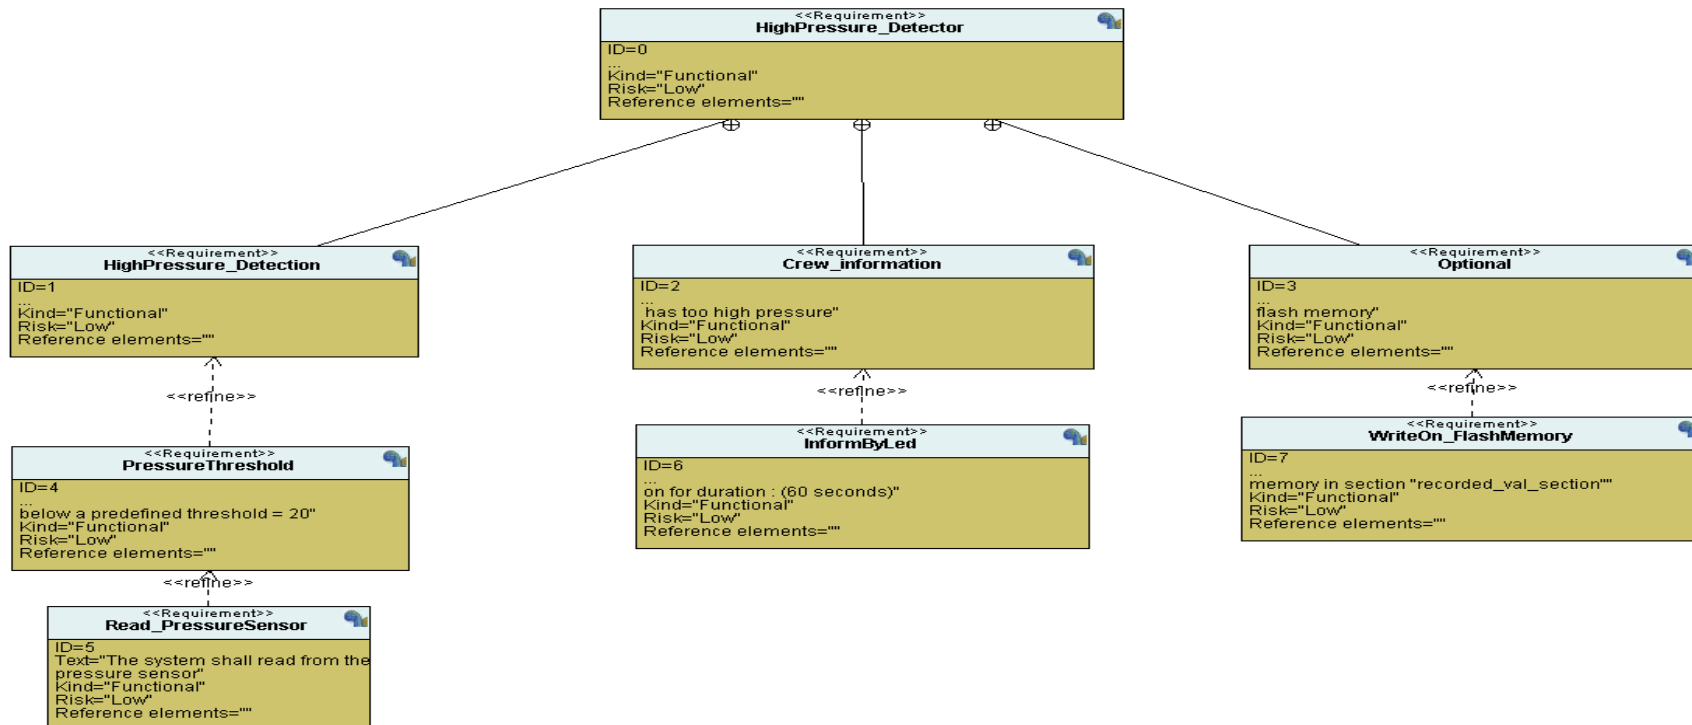 <<Requirement>>
HighPressure_Detector
ID=0
...
Kind="Functional"
Risk="Low"
Reference elements=""
<<Requirement>>
HighPressure_Detection
ID=1
...
Kind="Functional"
Risk="Low"
Reference elements=""
<<Requirement>>
Crew_information
ID=2
...
has too high pressure"
Kind="Functional"
Risk="Low"
Reference elements=""
<<Requirement>>
Optional
ID=3
...
flash memory"
Kind="Functional"
Risk="Low"
Reference elements=""
<<refine>>
<<refine>>
<<refine>>
<<Requirement>>
PressureThreshold
ID=4
...
below a predefined threshold = 20"
Kind="Functional"
Risk="Low"
Reference elements=""
<<Requirement>>
InformByLed
ID=6
...
on for duration : (60 seconds)"
Kind="Functional"
Risk="Low"
Reference elements=""
<<Requirement>>
WriteOn_FlashMemory
ID=7
...
memory in section "recorded_val_section""
Kind="Functional"
Risk="Low"
Reference elements=""
<<refine>>
<<Requirement>>
Read_PressureSensor
ID=5
Text="The system shall read from the
pressure sensor"
Kind="Functional"
Risk="Low"
Reference elements=""